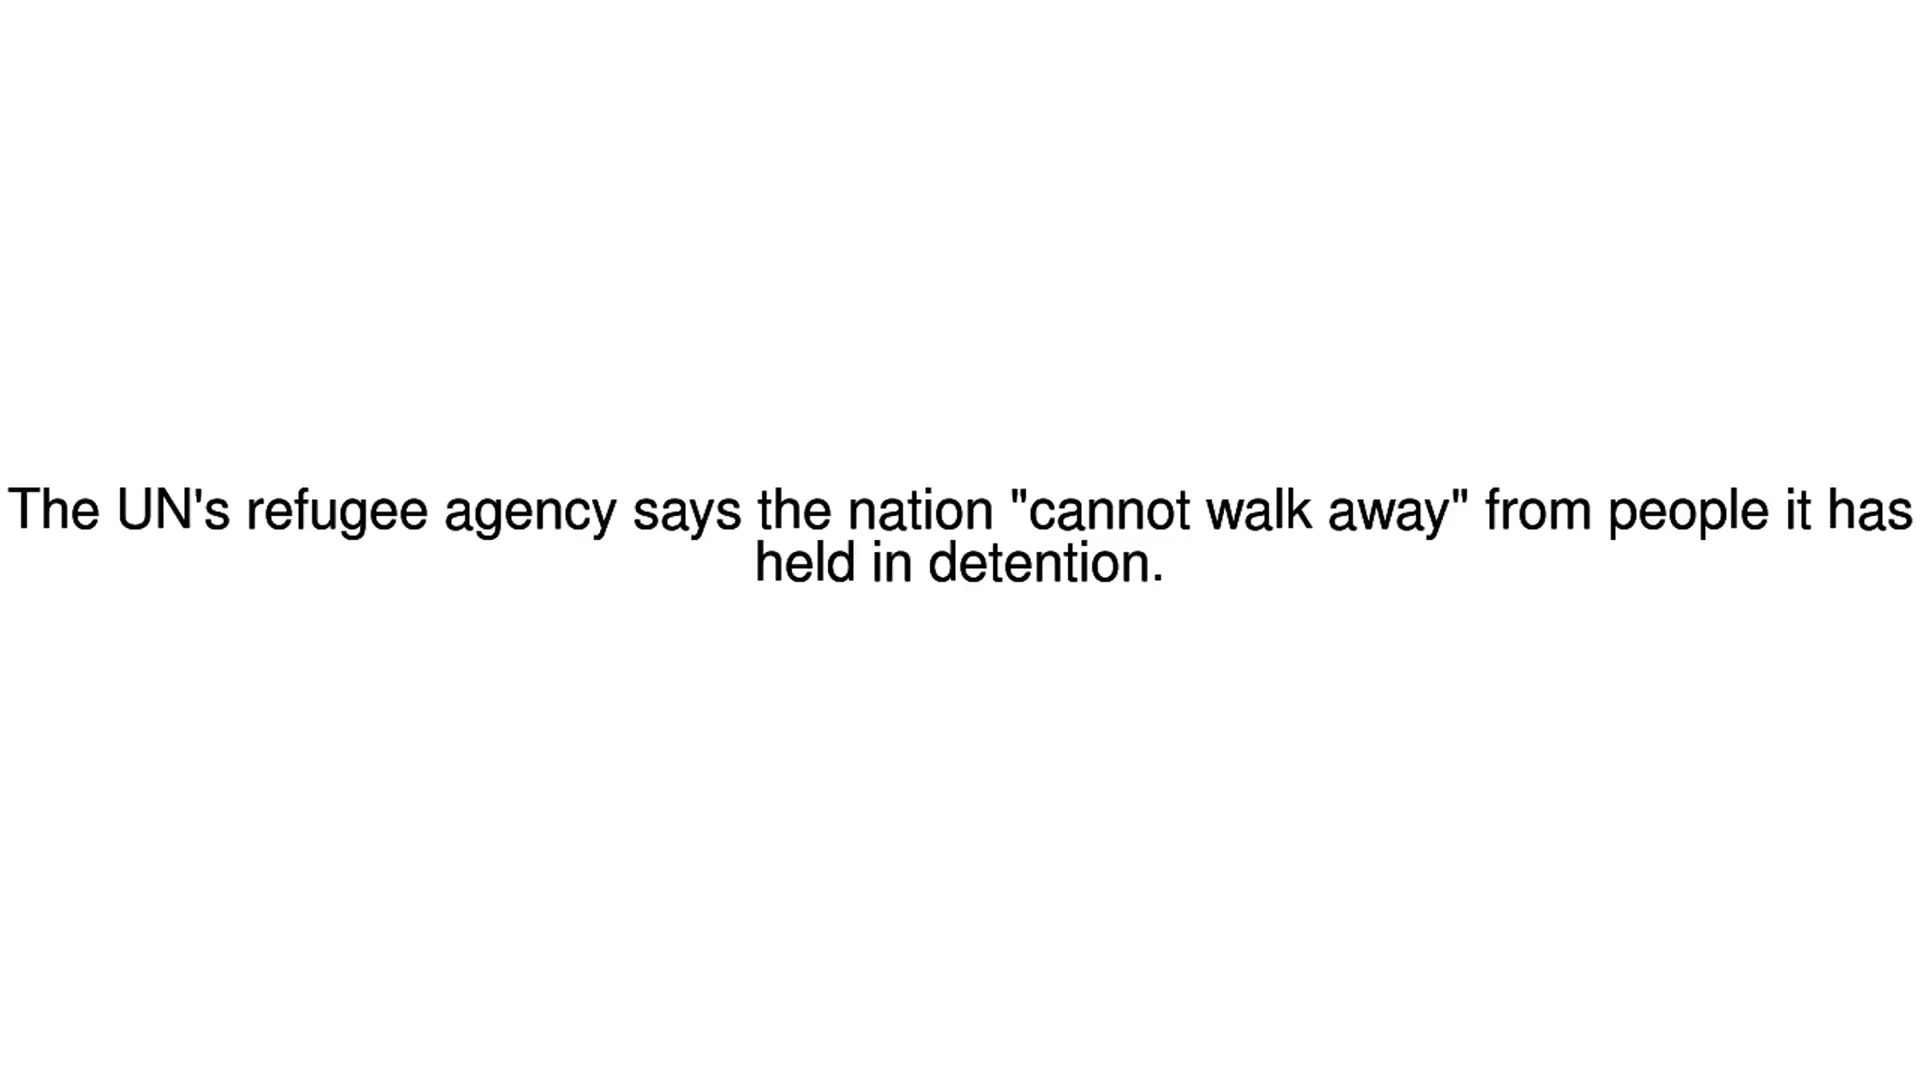 The UN's refugee agency says the nation "cannot walk away" from people it has
held in detention.